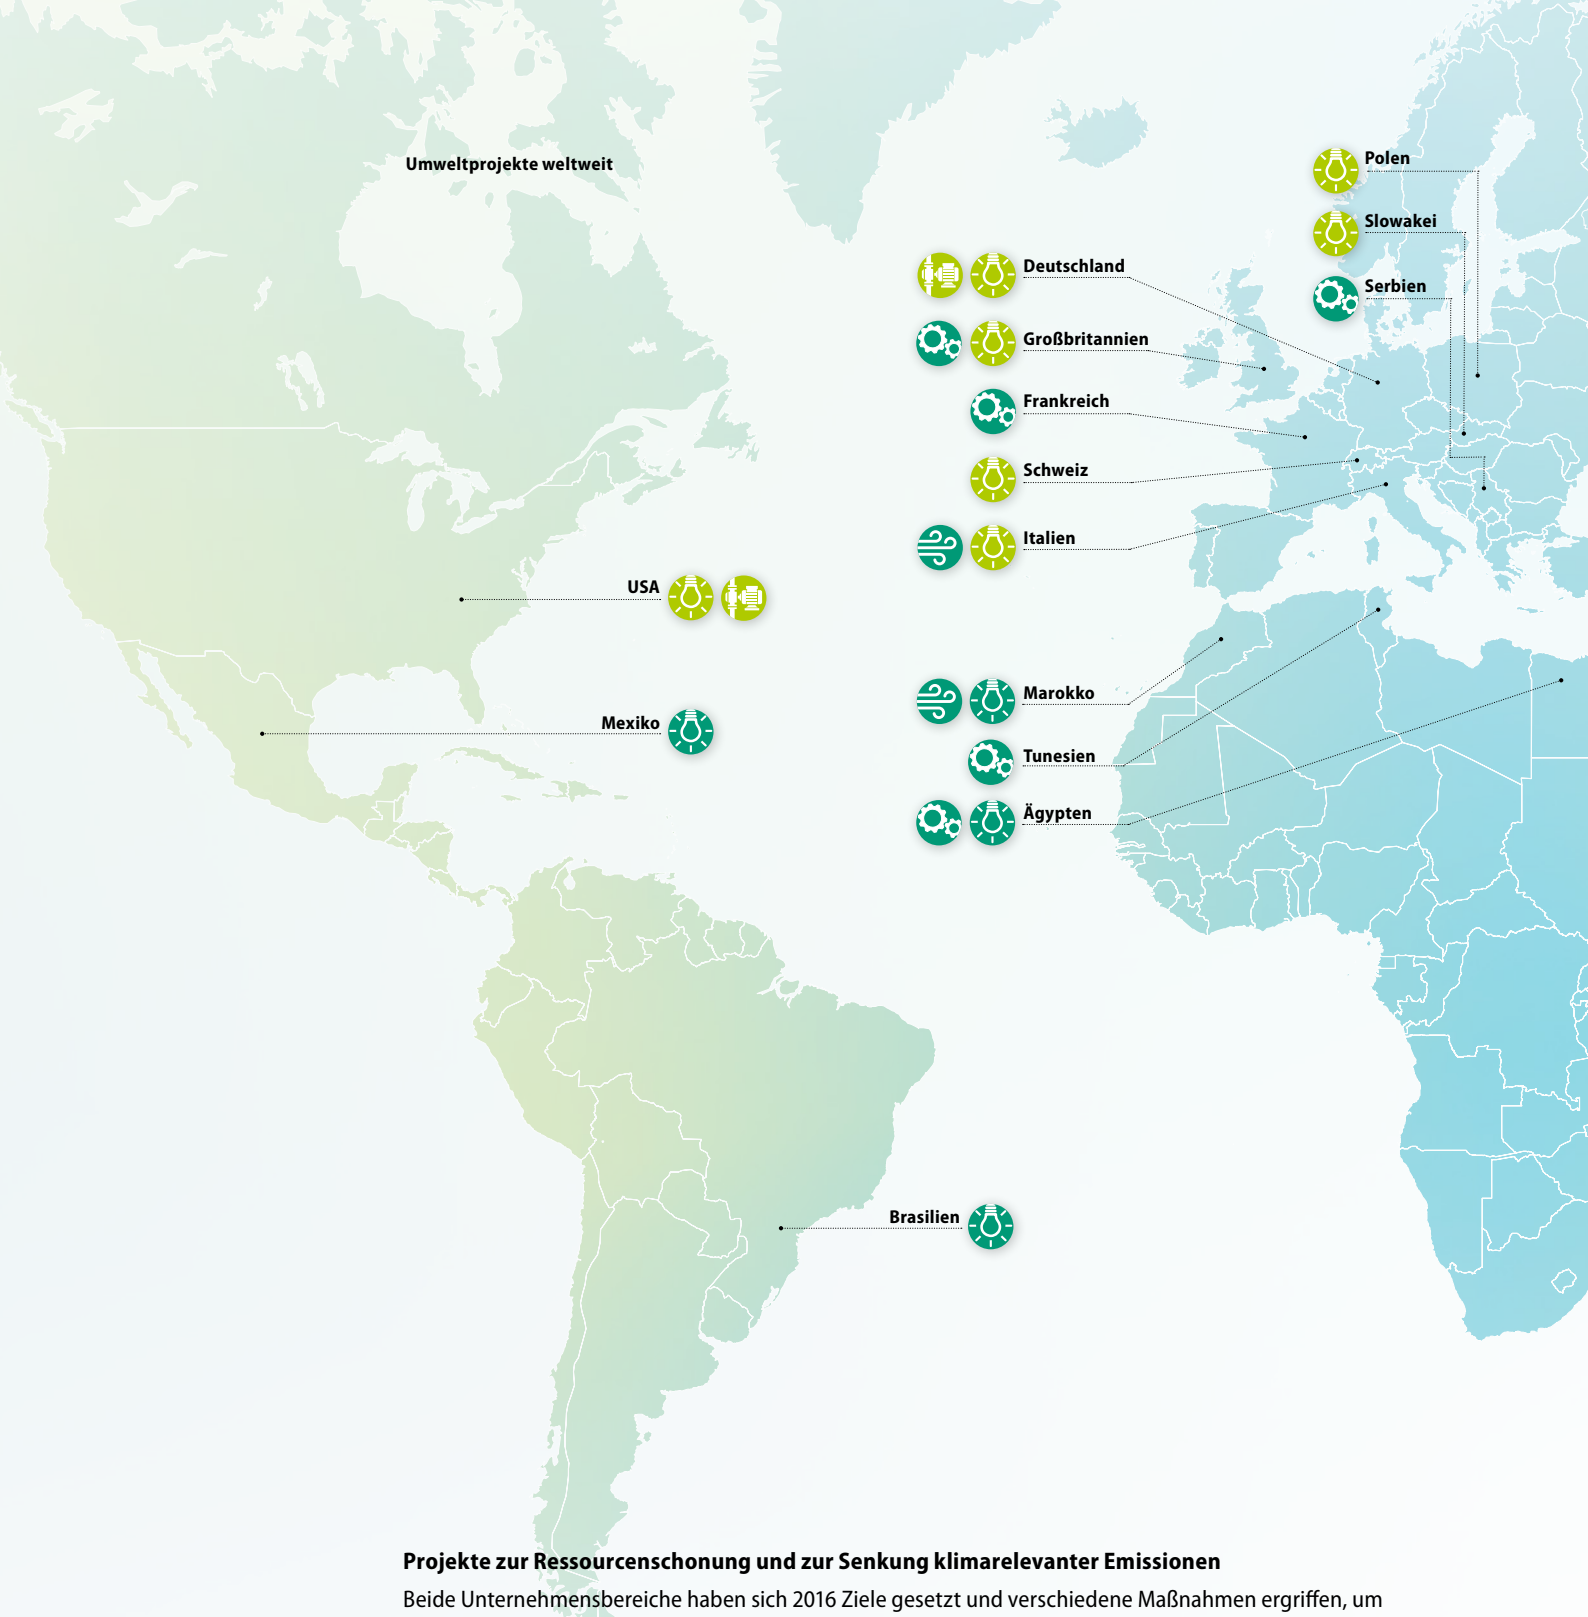 Umweltprojekte weltweit
Polen
Slowakei
Serbien
Deutschland
Großbritannien
Frankreich
Schweiz
Italien
USA
Mexiko
Marokko
Tunesien
Ägypten
Brasilien
Projekte zur Ressourcenschonung und zur Senkung klimarelevanter Emissionen
Beide Unternehmensbereiche haben sich 2016 Ziele gesetzt und verschiedene Maßnahmen ergriffen, um